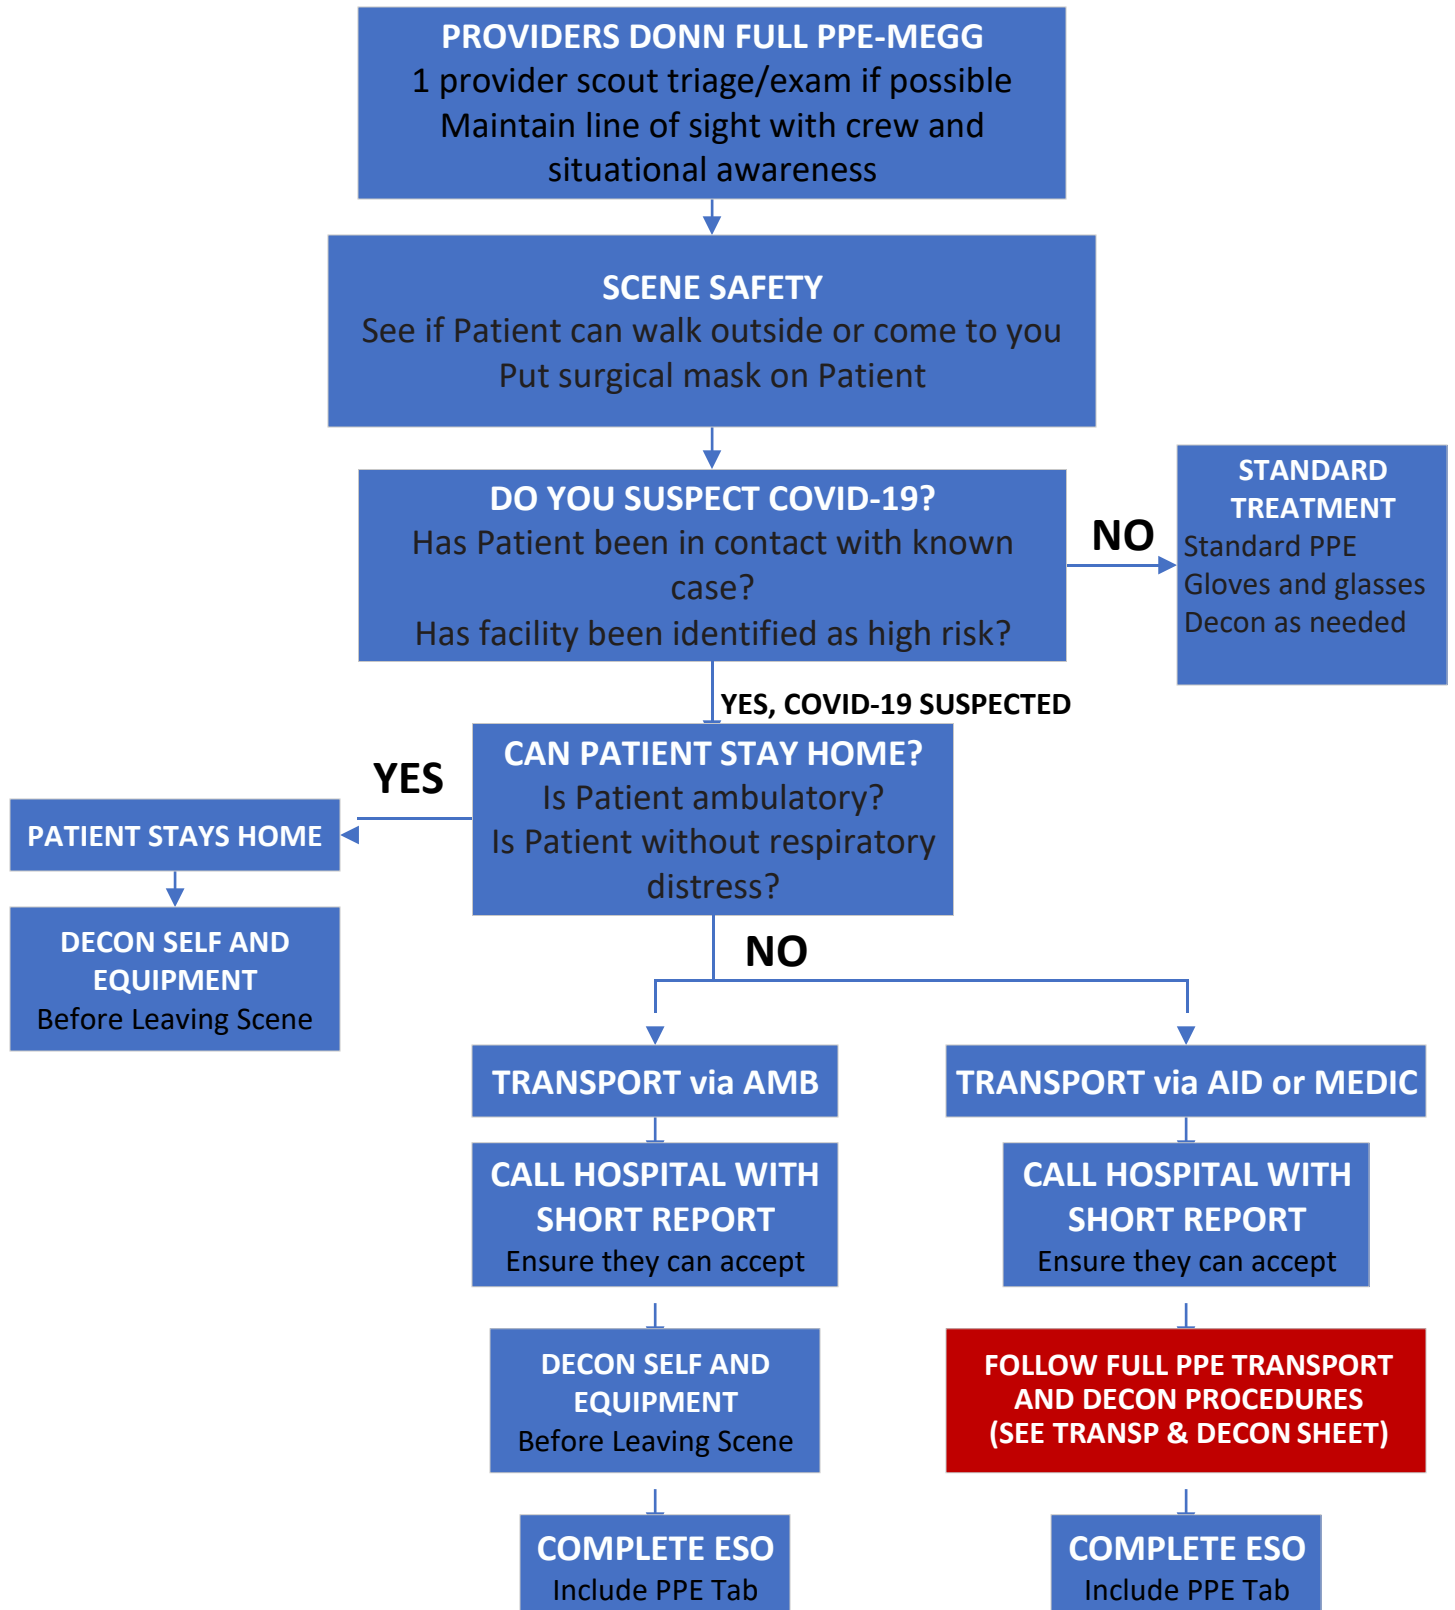 PROVIDERS DONN FULL PPE-MEGG
1 provider scout triage/exam if possible
Maintain line of sight with crew and
situational awareness
SCENE SAFETY
See if Patient can walk outside or come to you
Put surgical mask on Patient
DO YOU SUSPECT COVID-19?
Has Patient been in contact with known
case?
Has facility been identified as high risk?
NO
STANDARD
TREATMENT
Standard PPE
Gloves and glasses
Decon as needed
YES, COVID-19 SUSPECTED
CAN PATIENT STAY HOME?
Is Patient ambulatory?
Is Patient without respiratory
distress?
YES
PATIENT STAYS HOME
DECON SELF AND
EQUIPMENT
Before Leaving Scene
NO
TRANSPORT via AMB
CALL HOSPITAL WITH
SHORT REPORT
Ensure they can accept
DECON SELF AND
EQUIPMENT
Before Leaving Scene
COMPLETE ESO
Include PPE Tab
TRANSPORT via AID or MEDIC
CALL HOSPITAL WITH
SHORT REPORT
Ensure they can accept
FOLLOW FULL PPE TRANSPORT
AND DECON PROCEDURES
(SEE TRANSP & DECON SHEET)
COMPLETE ESO
Include PPE Tab